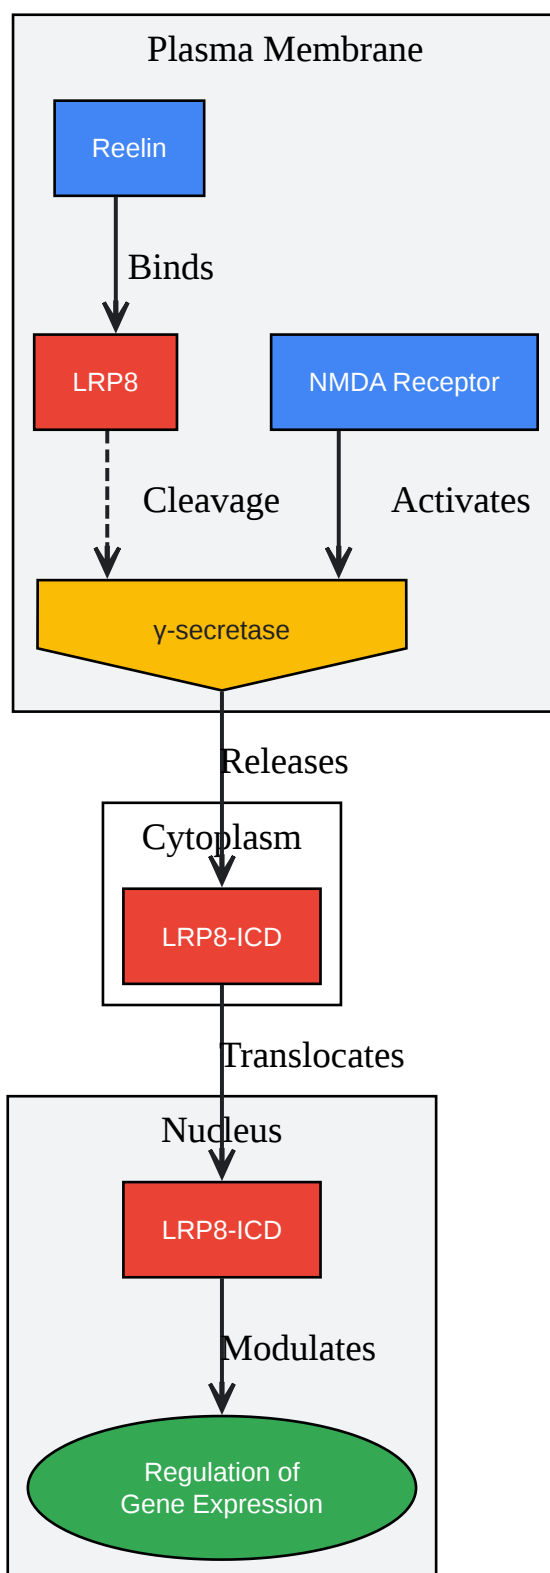 Plasma Membrane
Reelin
Binds
LRP8
NMDA Receptor
Cleavage
Activates
γ-secretase
Releases
Cytoplasm
LRP8-ICD
Translocates
Nucleus
LRP8-ICD
Modulates
Regulation of
Gene Expression